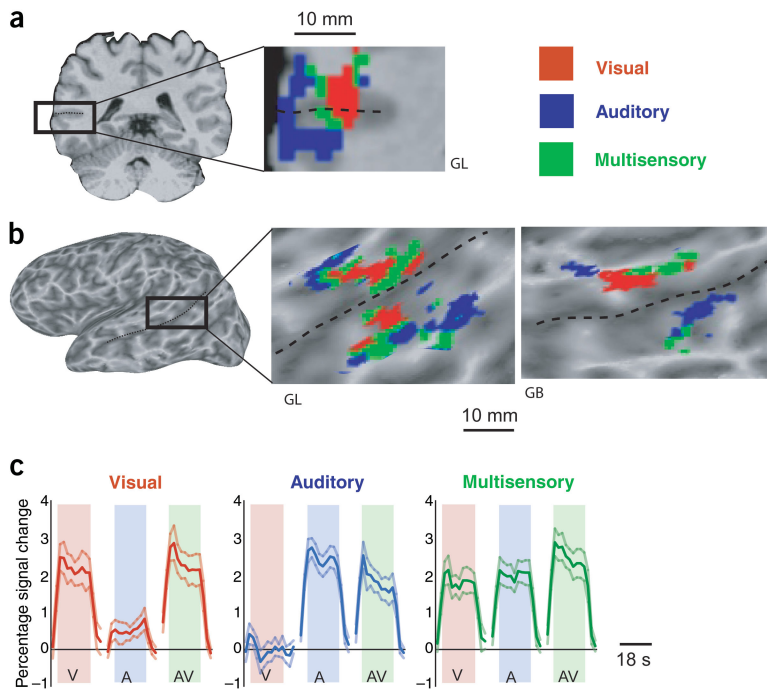 a
10 mm
Visual
Auditory
Multisensory
GL
b
GL
GB
10 mm
c
Visual
Auditory
Multisensory
Percentage signal change
4
3
2
1
0
–1
V
A
AV
4
3
2
1
0
–1
V
A
AV
4
3
2
1
0
–1
V
A
AV
18 s